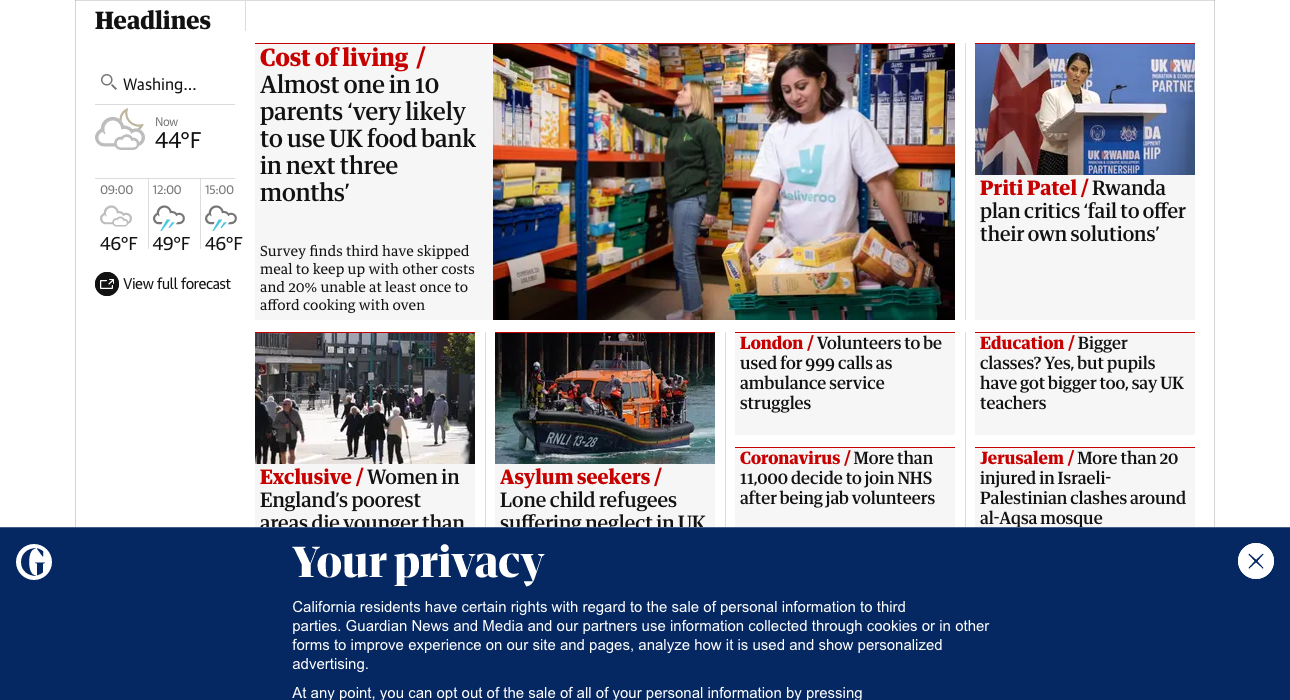 Headlines
Washing...
Now
44°F
09:00 12:00 15:00
46°F 49°F 46°F
View full forecast
Cost of living /
Almost one in 10
parents ‘very likely
to use UK food bank
in next three
months’
Survey finds third have skipped
meal to keep up with other costs
and 20% unable at least once to
afford cooking with oven
deliveroo
UK RWANDA
PARTNERSHIP
Priti Patel / Rwanda
plan critics ‘fail to offer
their own solutions’
Exclusive / Women in
England’s poorest
areas die younger than
RNLI 13-28
Asylum seekers /
Lone child refugees
suffering neglect in UK
London / Volunteers to be
used for 999 calls as
ambulance service
struggles
Coronavirus / More than
11,000 decide to join NHS
after being jab volunteers
Education / Bigger
classes? Yes, but pupils
have got bigger too, say UK
teachers
Jerusalem / More than 20
injured in Israeli-
Palestinian clashes around
al-Aqsa mosque
G
Your privacy
California residents have certain rights with regard to the sale of personal information to third
parties. Guardian News and Media and our partners use information collected through cookies or in other
forms to improve experience on our site and pages, analyze how it is used and show personalized
advertising.
At any point, you can opt out of the sale of all of your personal information by pressing